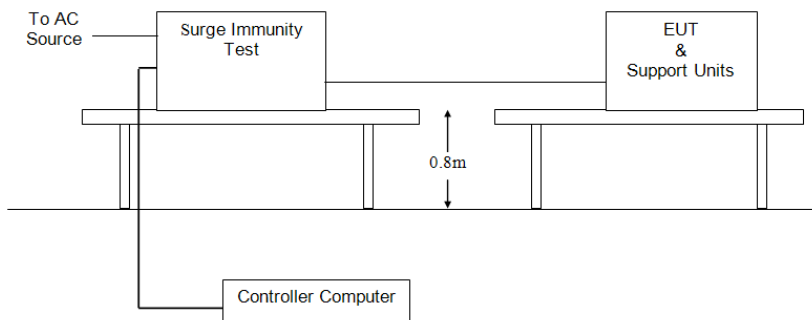 To AC
Source
Surge Immunity
Test
EUT
&
Support Units
0.8m
Controller Computer